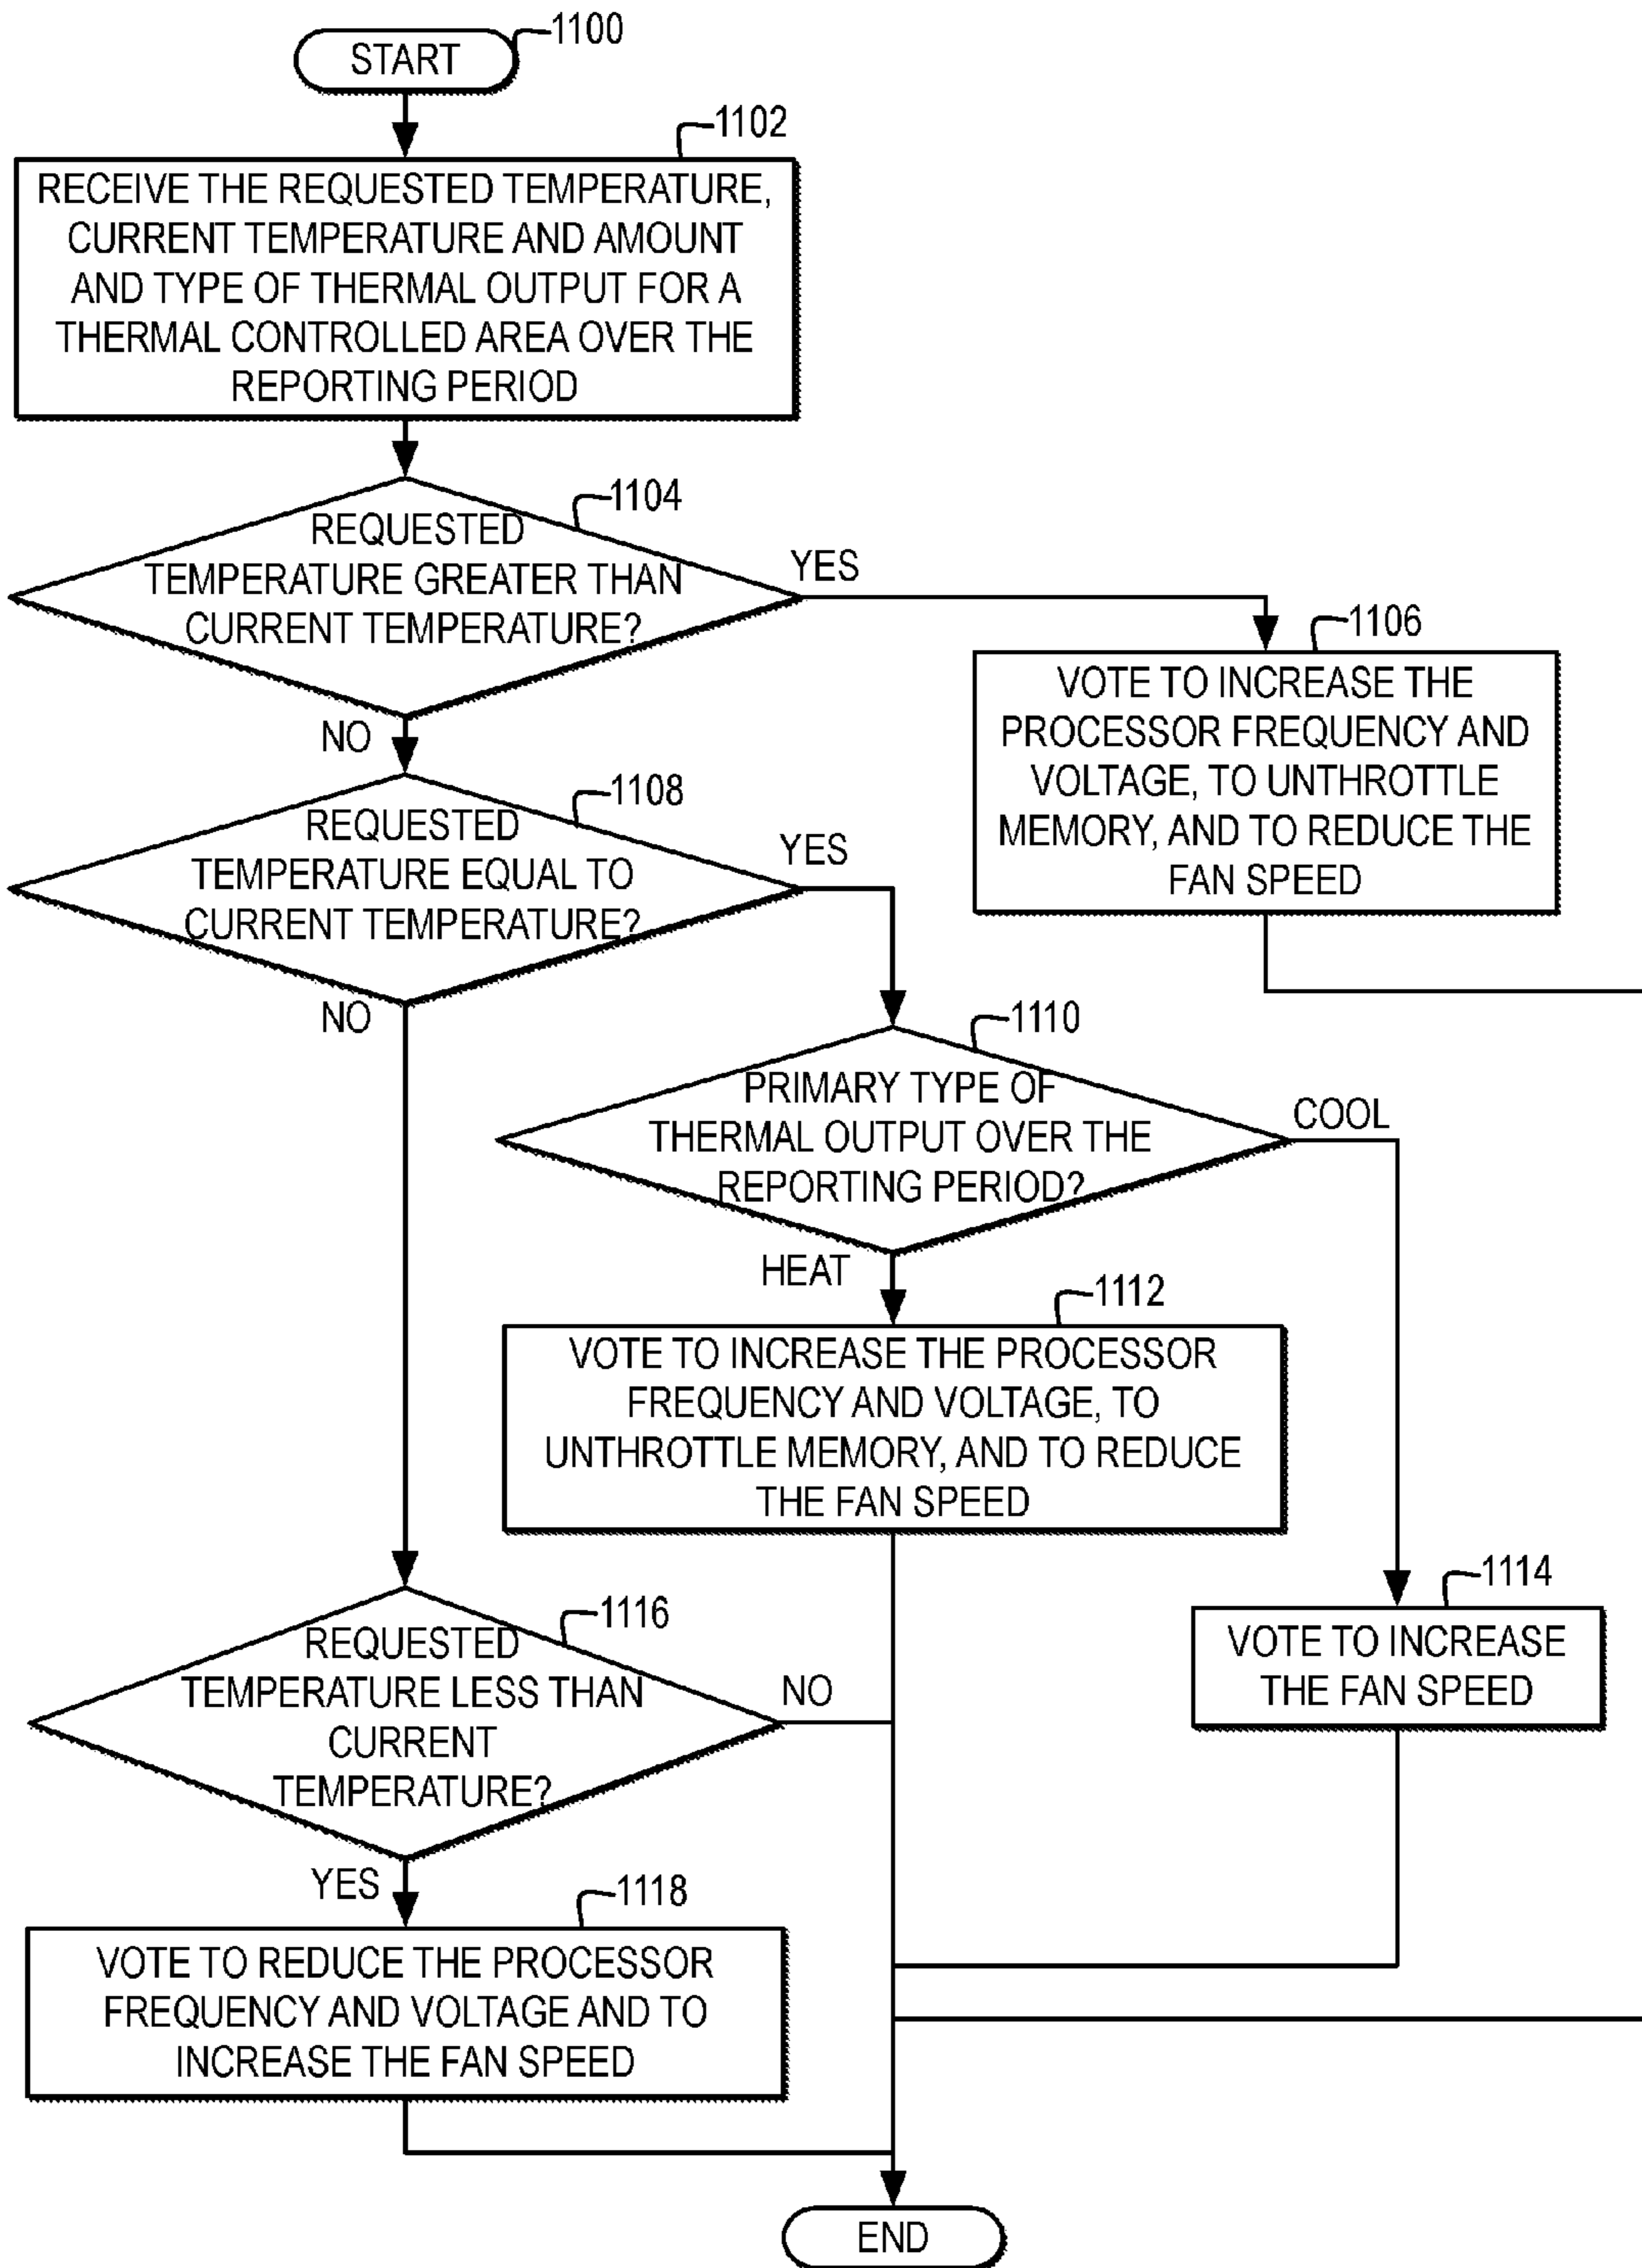 1100
START
1102
RECEIVE THE REQUESTED TEMPERATURE,
CURRENT TEMPERATURE AND AMOUNT
AND TYPE OF THERMAL OUTPUT FOR A
THERMAL CONTROLLED AREA OVER THE
REPORTING PERIOD
1104
REQUESTED
TEMPERATURE GREATER THAN
CURRENT TEMPERATURE?
YES
NO
1106
VOTE TO INCREASE THE
PROCESSOR FREQUENCY AND
VOLTAGE, TO UNTHROTTLE
MEMORY, AND TO REDUCE THE
FAN SPEED
1108
REQUESTED
TEMPERATURE EQUAL TO
CURRENT TEMPERATURE?
YES
NO
1110
PRIMARY TYPE OF
THERMAL OUTPUT OVER THE
REPORTING PERIOD?
COOL
HEAT
1112
VOTE TO INCREASE THE PROCESSOR
FREQUENCY AND VOLTAGE, TO
UNTHROTTLE MEMORY, AND TO REDUCE
THE FAN SPEED
1114
VOTE TO INCREASE
THE FAN SPEED
1116
REQUESTED
TEMPERATURE LESS THAN
CURRENT
TEMPERATURE?
NO
YES
1118
VOTE TO REDUCE THE PROCESSOR
FREQUENCY AND VOLTAGE AND TO
INCREASE THE FAN SPEED
END